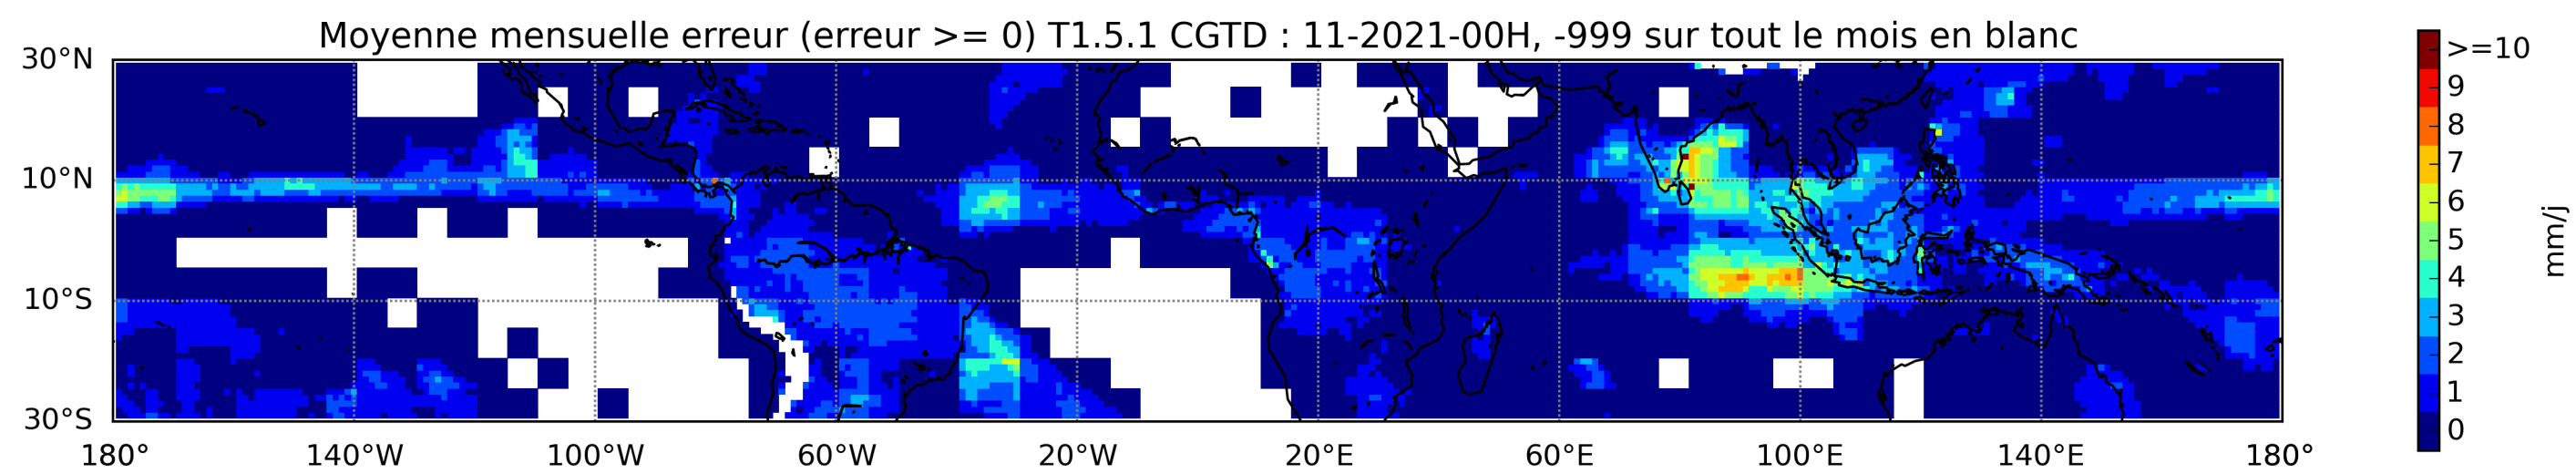 Moyenne mensuelle erreur (erreur >= 0) T1.5.1 CGTD : 11-2021-00H, -999 sur tout le mois en blanc
30°N
10°N
10°S
30°S
180° 140°W 100°W 60°W 20°W 20°E 60°E 100°E 140°E 180°
>=10
9
8
7
6
5
4
3
2
1
0
mm/j